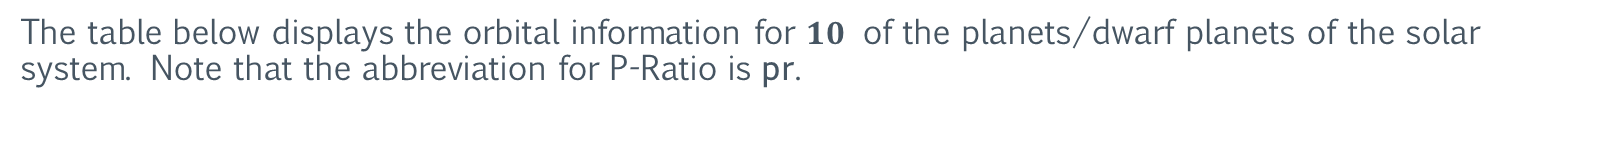 The table below displays the orbital information for 10 of the planets/dwarf planets of the solar
system. Note that the abbreviation for P-Ratio is pr.